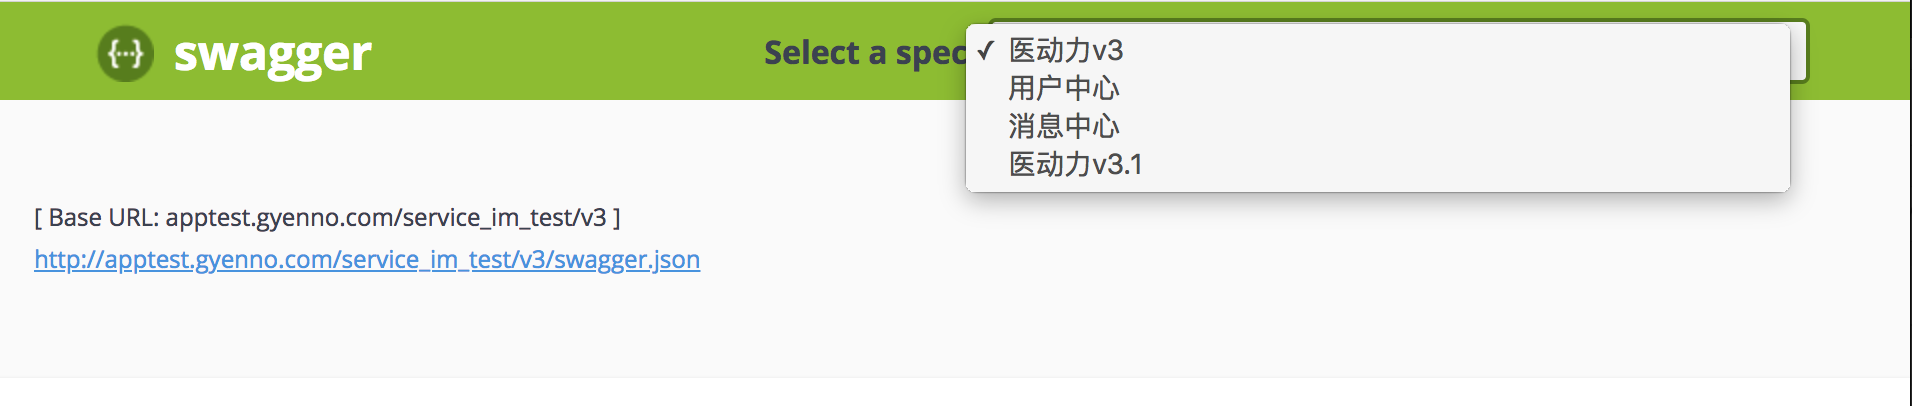 {···} swagger
Select a spec
✓ 医动力v3
用户中心
消息中心
医动力v3.1
[ Base URL: apptest.gyenno.com/service_im_test/v3 ]
http://apptest.gyenno.com/service_im_test/v3/swagger.json